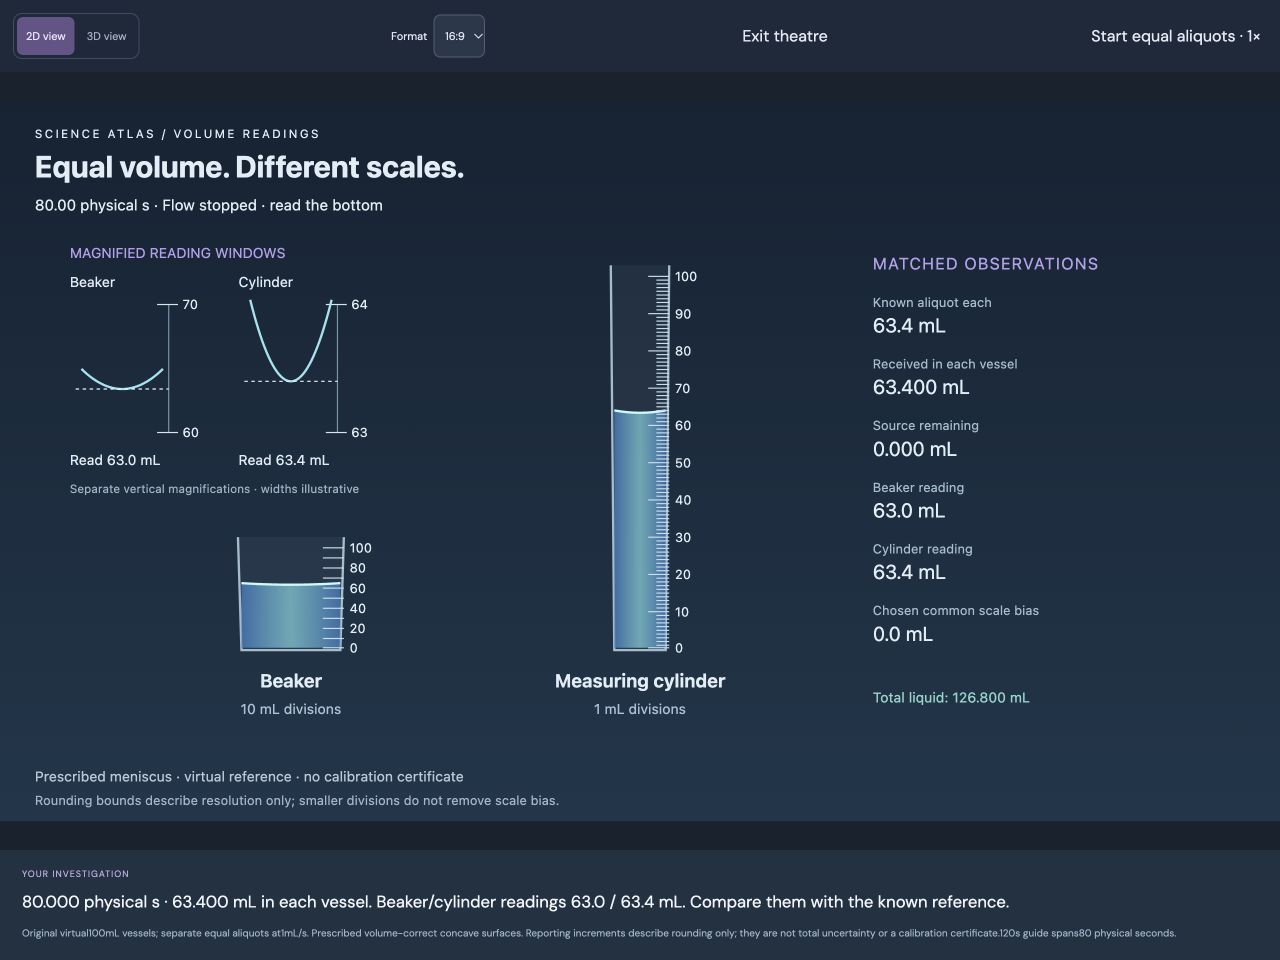 2D view
3D view
Format
16:9
Exit theatre
Start equal aliquots · 1×
SCIENCE ATLAS / VOLUME READINGS
Equal volume. Different scales.
80.00 physical s · Flow stopped · read the bottom
MAGNIFIED READING WINDOWS
Beaker
Cylinder
70
60
64
63
Read 63.0 mL
Read 63.4 mL
Separate vertical magnifications · widths illustrative
100
80
60
40
20
0
Beaker
10 mL divisions
100
90
80
70
60
50
40
30
20
10
0
Measuring cylinder
1 mL divisions
MATCHED OBSERVATIONS
Known aliquot each
63.4 mL
Received in each vessel
63.400 mL
Source remaining
0.000 mL
Beaker reading
63.0 mL
Cylinder reading
63.4 mL
Chosen common scale bias
0.0 mL
Total liquid: 126.800 mL
Prescribed meniscus · virtual reference · no calibration certificate
Rounding bounds describe resolution only; smaller divisions do not remove scale bias.
YOUR INVESTIGATION
80.000 physical s · 63.400 mL in each vessel. Beaker/cylinder readings 63.0 / 63.4 mL. Compare them with the known reference.
Original virtual100mL vessels; separate equal aliquots at1mL/s. Prescribed volume-correct concave surfaces. Reporting increments describe rounding only; they are not total uncertainty or a calibration certificate.120s guide spans80 physical seconds.